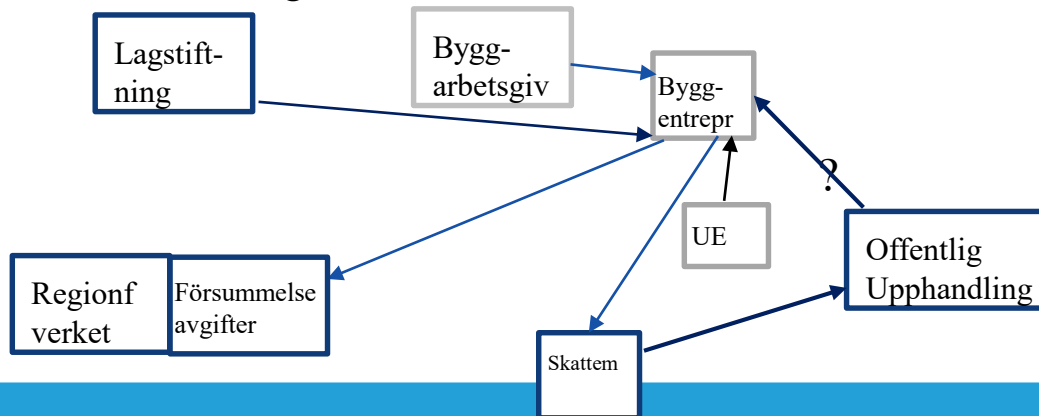 Lagstift-
ning
Bygg-
arbetsgiv
Bygg-
entrepr
?
UE
Offentlig
Upphandling
Regionf
verket
Försummelse
avgifter
Skattem